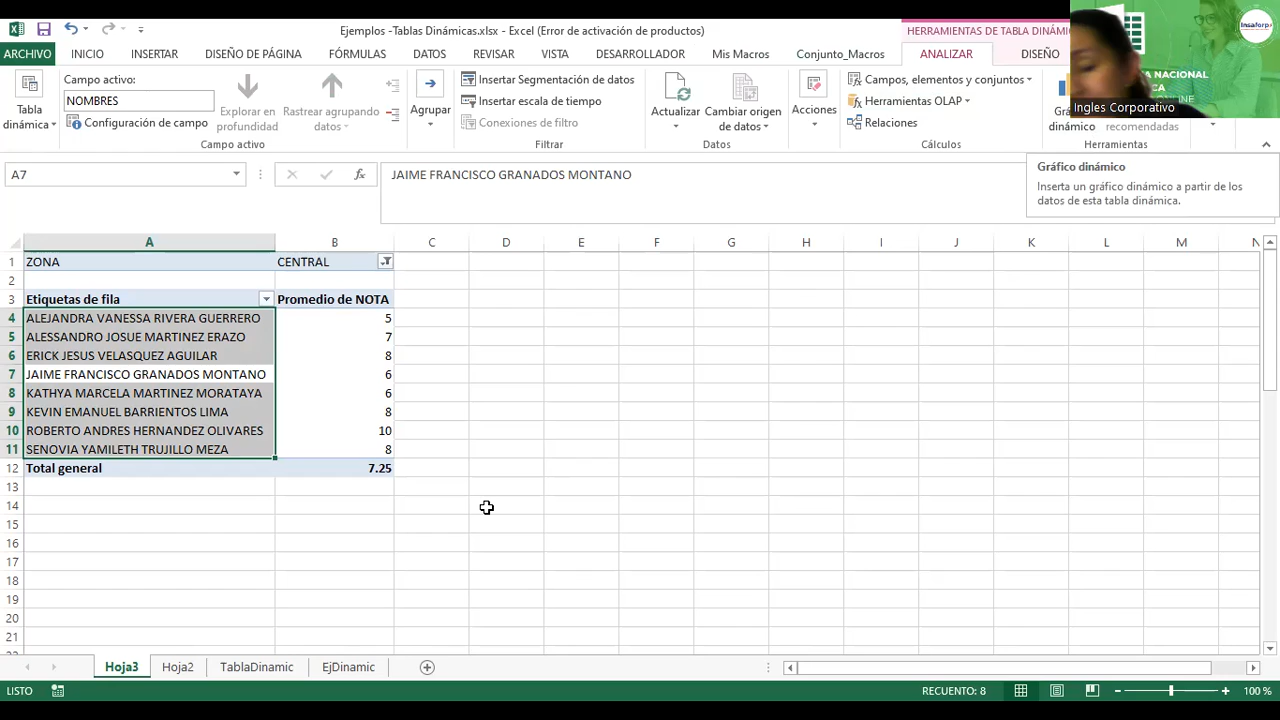 Ejemplos -Tablas Dinámicas.xlsx - Excel (Error de activación de productos)
HERRAMIENTAS DE TABLA DINÁM
ARCHIVO INICIO INSERTAR DISEÑO DE PÁGINA FÓRMULAS DATOS REVISAR VISTA DESARROLLADOR Mis Macros Conjunto_Macros ANALIZAR DISEÑO
Insaforp
NACIONAL
ICA
ONLINE
Ingles Corporativo
Tabla dinámica
Campo activo:
NOMBRES
Configuración de campo
Explorar en profundidad
Rastrear agrupando datos
Campo activo
Agrupar
Insertar Segmentación de datos
Insertar escala de tiempo
Conexiones de filtro
Filtrar
Actualizar
Cambiar origen de datos
Datos
Acciones
Campos, elementos y conjuntos
Herramientas OLAP
Relaciones
Cálculos
dinámico
recomendadas
Herramientas
A7
fx
JAIME FRANCISCO GRANADOS MONTANO
Gráfico dinámico
Inserta un gráfico dinámico a partir de los
datos de esta tabla dinámica.
A B C D E F G H I J K L M N
1 ZONA CENTRAL
2
3 Etiquetas de fila Promedio de NOTA
4 ALEJANDRA VANESSA RIVERA GUERRERO 5
5 ALESSANDRO JOSUE MARTINEZ ERAZO 7
6 ERICK JESUS VELASQUEZ AGUILAR 8
7 JAIME FRANCISCO GRANADOS MONTANO 6
8 KATHYA MARCELA MARTINEZ MORATAYA 6
9 KEVIN EMANUEL BARRIENTOS LIMA 8
10 ROBERTO ANDRES HERNANDEZ OLIVARES 10
11 SENOVIA YAMILETH TRUJILLO MEZA 8
12 Total general 7.25
13
14
15
16
17
18
19
20
21
Hoja3 Hoja2 TablaDinamic EjDinamic
LISTO RECUENTO: 8 100 %